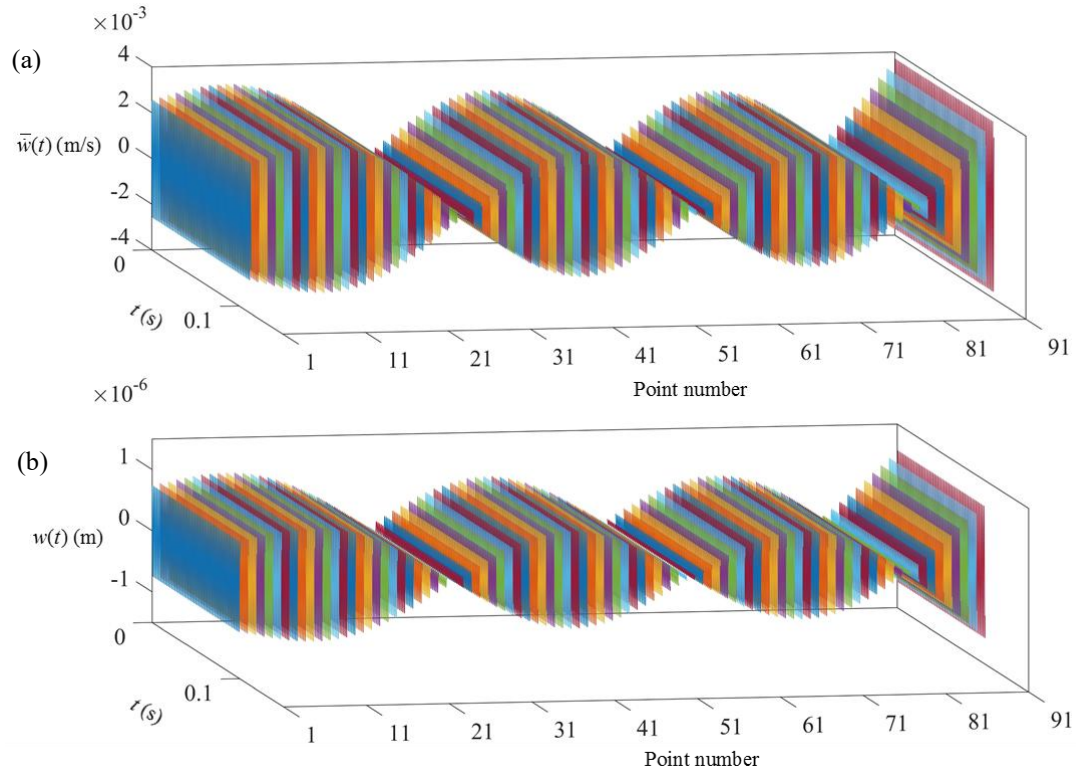 ×10⁻³
(a)
4
2
0
-2
-4
w̅(t) (m/s)
0
0.1
t (s)
1 11 21 31 41 51 61 71 81 91
Point number
×10⁻⁶
(b)
1
0
-1
w(t) (m)
0
0.1
t (s)
1 11 21 31 41 51 61 71 81 91
Point number